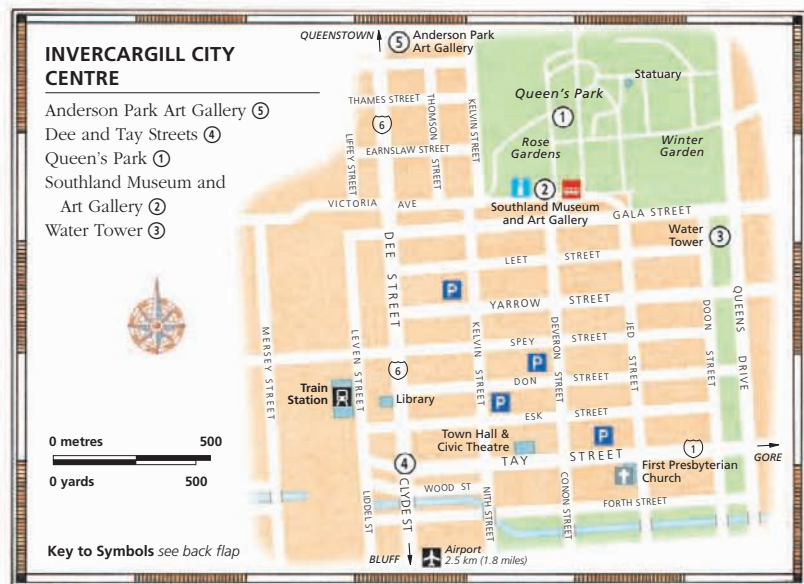 INVERCARGILL CITY
CENTRE
Anderson Park Art Gallery 5
Dee and Tay Streets 4
Queen's Park 1
Southland Museum and
Art Gallery 2
Water Tower 3
0 metres 500
0 yards 500
Key to Symbols see back flap
QUEENSTOWN
5 Anderson Park
Art Gallery
Statuary
Queen's Park
1
Rose
Gardens
Winter
Garden
THAMES STREET
6
LIFFEY STREET
THOMSON STREET
KELVIN STREET
EARNSLAW STREET
VICTORIA AVE
i 2
Southland Museum
and Art Gallery
GALA STREET
Water
Tower 3
DEE STREET
LEET STREET
P
YARROW STREET
MERSEY STREET
LEVEN STREET
KELVIN STREET
DEVERON STREET
JED STREET
DOON STREET
QUEENS DRIVE
SPEY STREET
6
P
DON STREET
Train
Station
Library
P
ESK STREET
Town Hall &
Civic Theatre
P
TAY STREET
1
GORE
4
First Presbyterian
Church
WOOD ST
LIDDEL ST
CLYDE ST
NITH STREET
CONON STREET
FORTH STREET
BLUFF
Airport
2.5 km (1.8 miles)